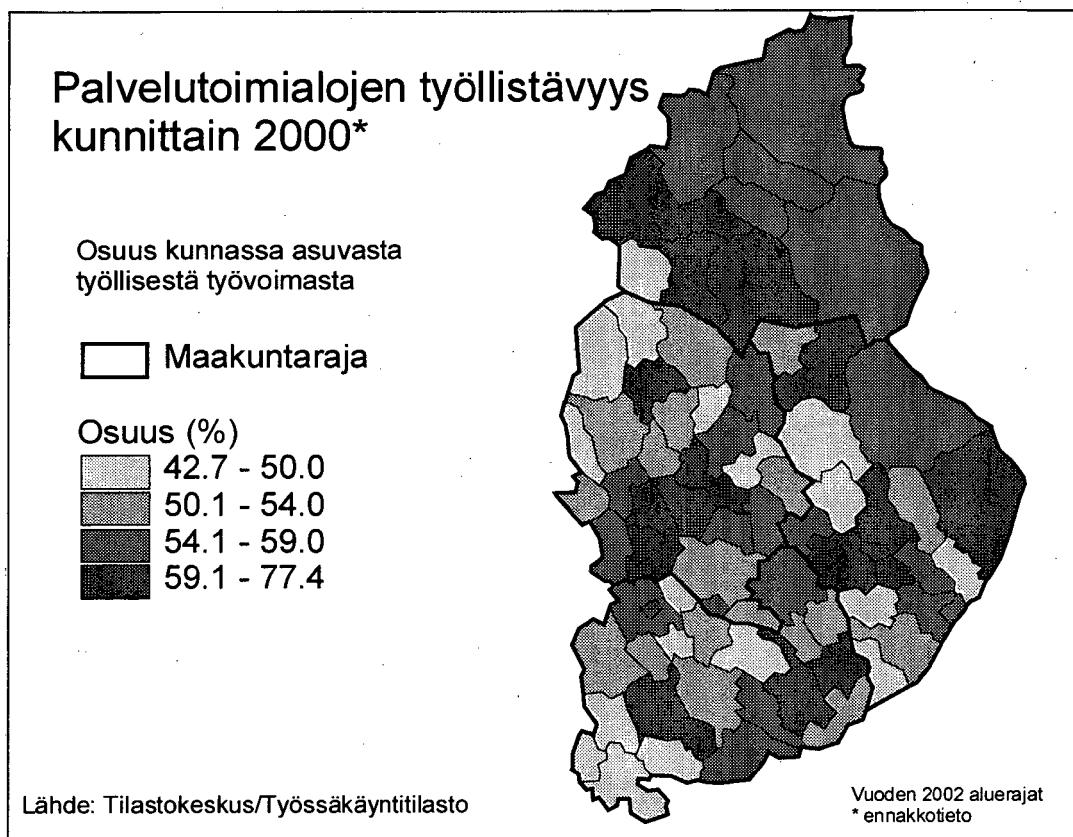 Palvelutoimialojen työllistävyys
kunnittain 2000*
Osuus kunnassa asuvasta
työllisestä työvoimasta
Maakuntaraja
Osuus (%)
42.7 - 50.0
50.1 - 54.0
54.1 - 59.0
59.1 - 77.4
Lähde: Tilastokeskus/Työssäkäyntitilasto
Vuoden 2002 aluerajat
* ennakkotieto